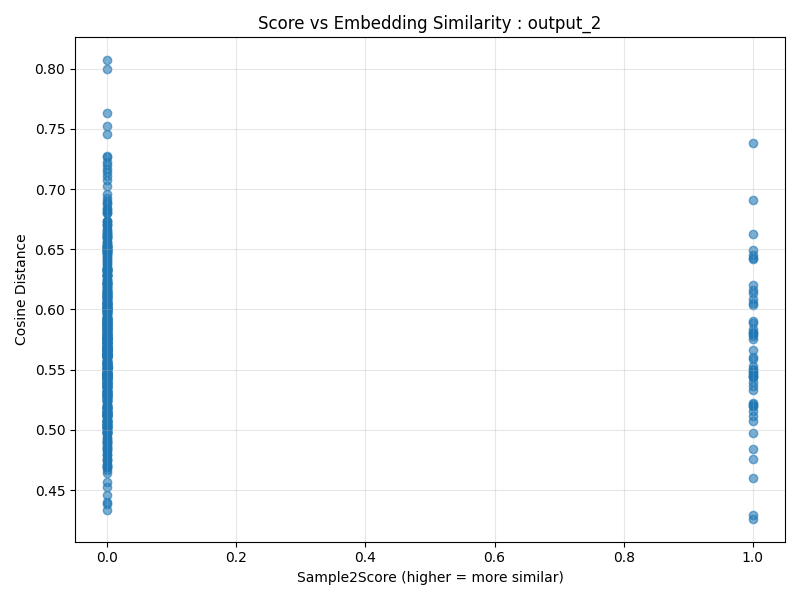 Score vs Embedding Similarity : output_2
0.80
0.75
0.70
0.65
0.60
0.55
0.50
0.45
Cosine Distance
0.0 0.2 0.4 0.6 0.8 1.0
Sample2Score (higher = more similar)